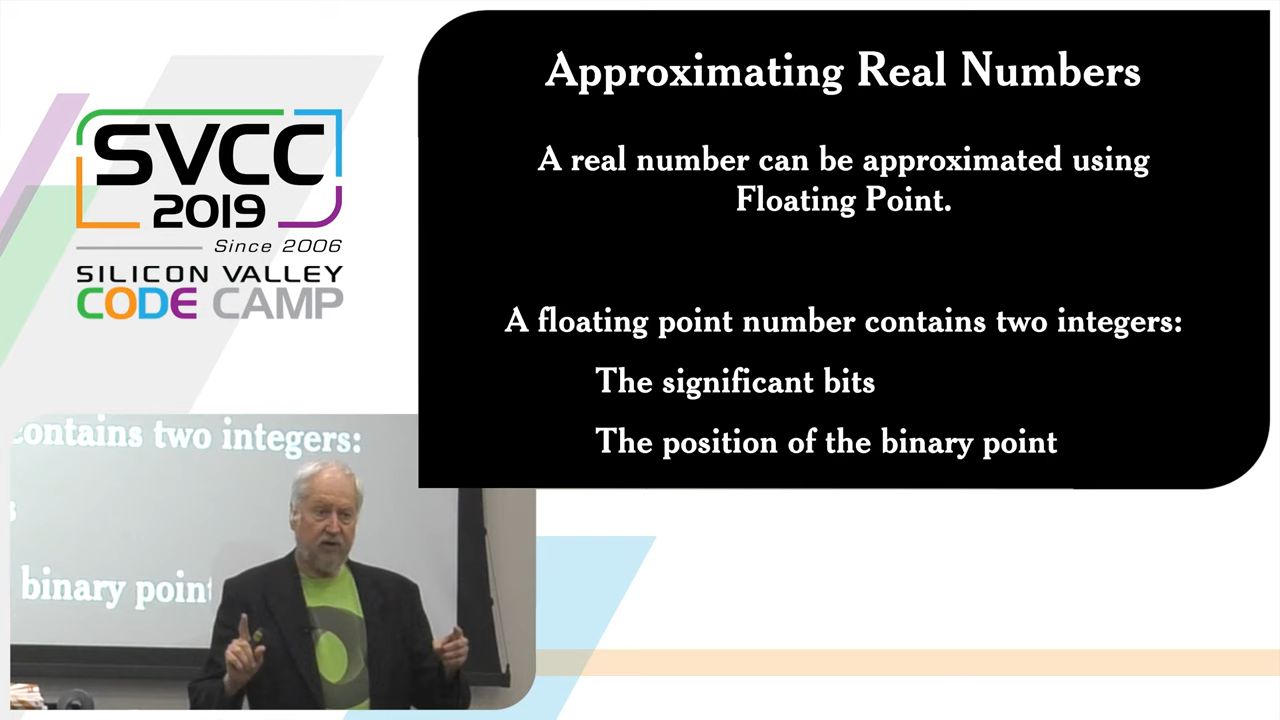 Approximating Real Numbers
A real number can be approximated using
Floating Point.
A floating point number contains two integers:
The significant bits
The position of the binary point
SVCC
2019
Since 2006
SILICON VALLEY
CODE CAMP
contains two integers:
s
binary point